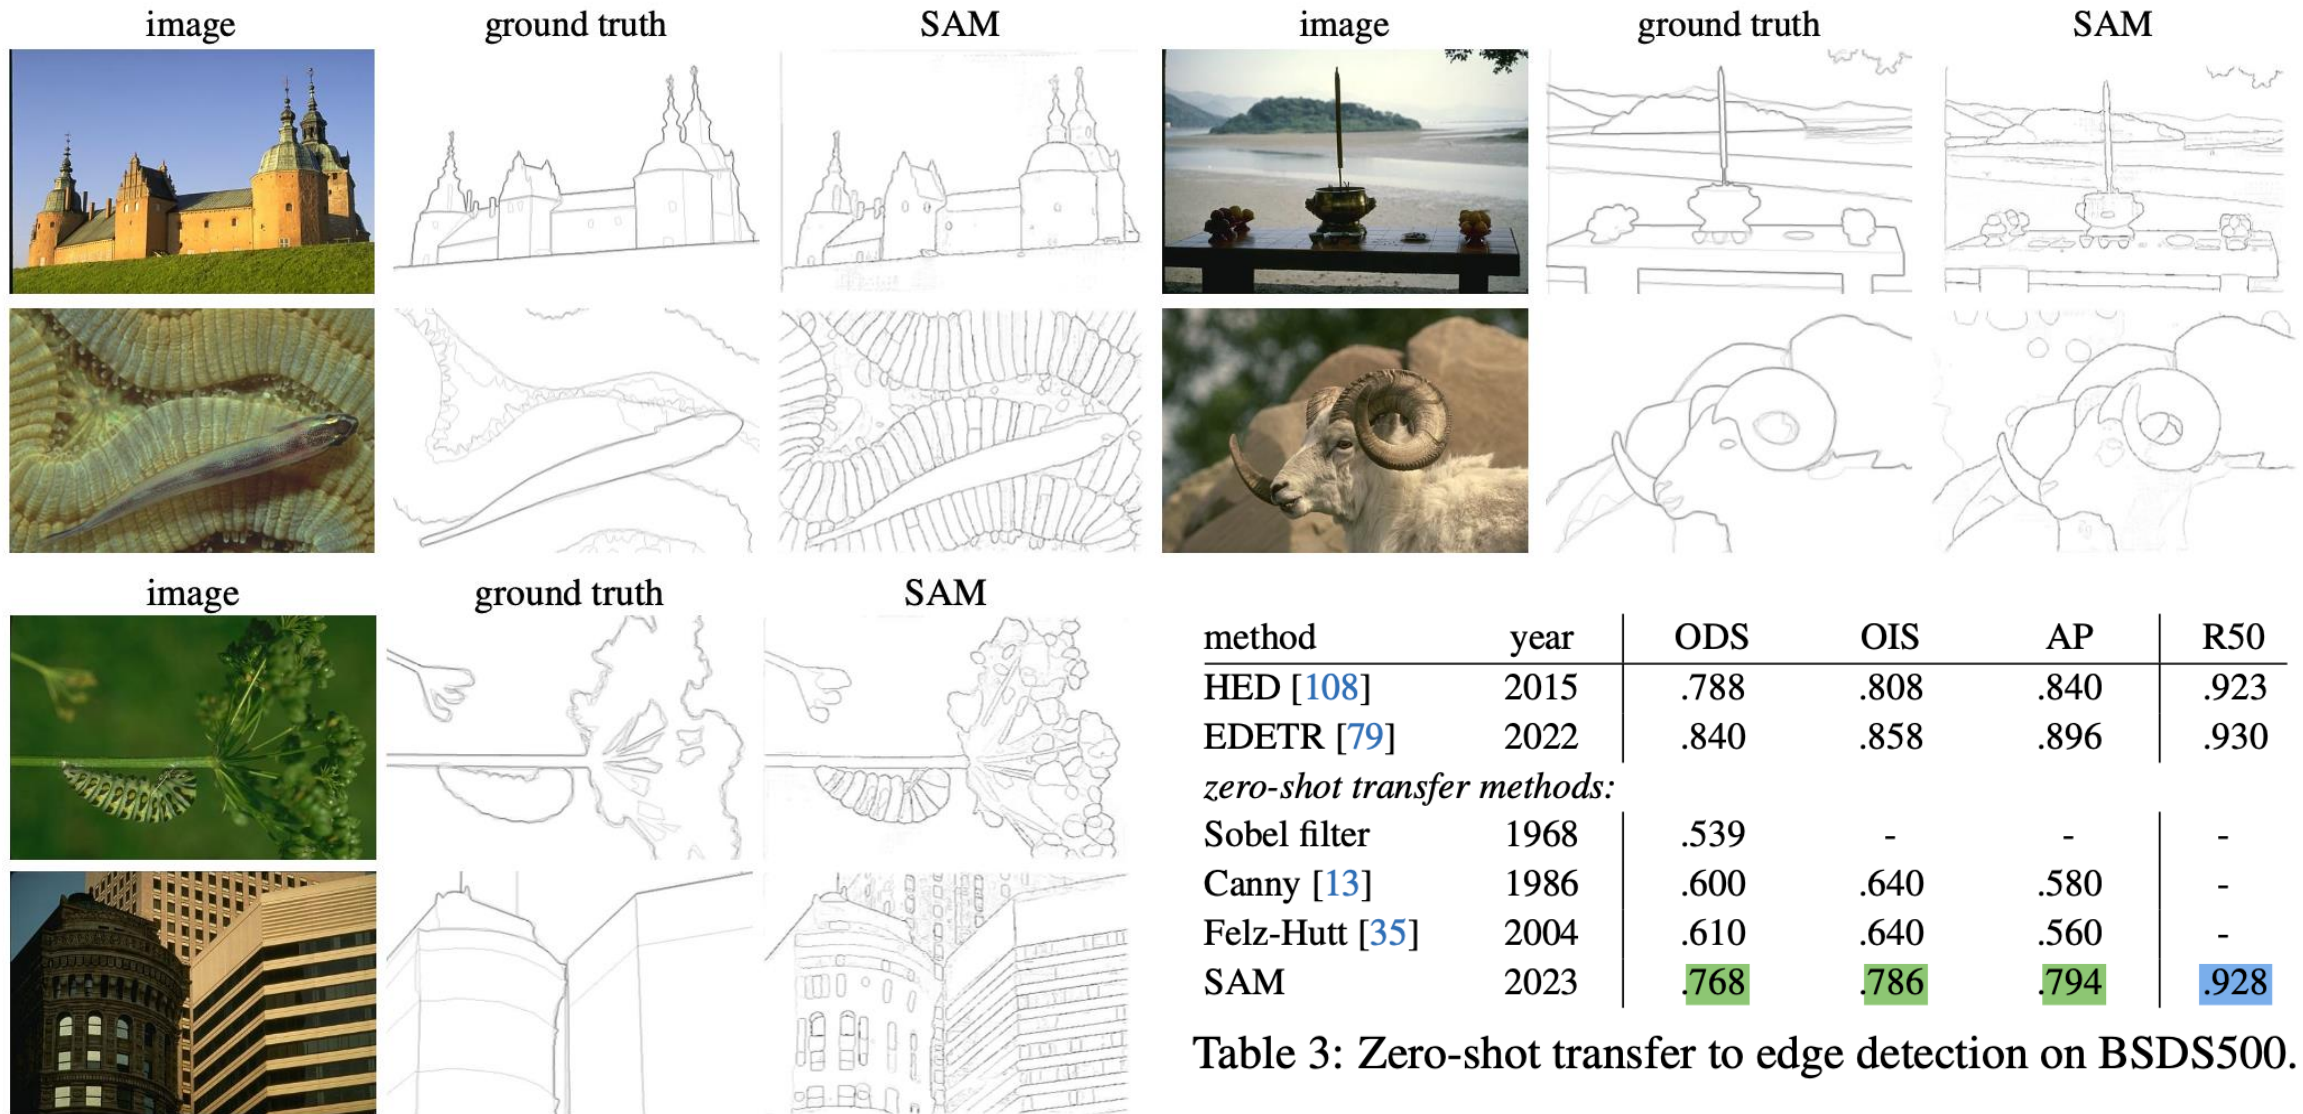 image ground truth SAM image ground truth SAM
image ground truth SAM
method year ODS OIS AP R50
HED [108] 2015 .788 .808 .840 .923
EDETR [79] 2022 .840 .858 .896 .930
zero-shot transfer methods:
Sobel filter 1968 .539 - - -
Canny [13] 1986 .600 .640 .580 -
Felz-Hutt [35] 2004 .610 .640 .560 -
SAM 2023 .768 .786 .794 .928
Table 3: Zero-shot transfer to edge detection on BSDS500.